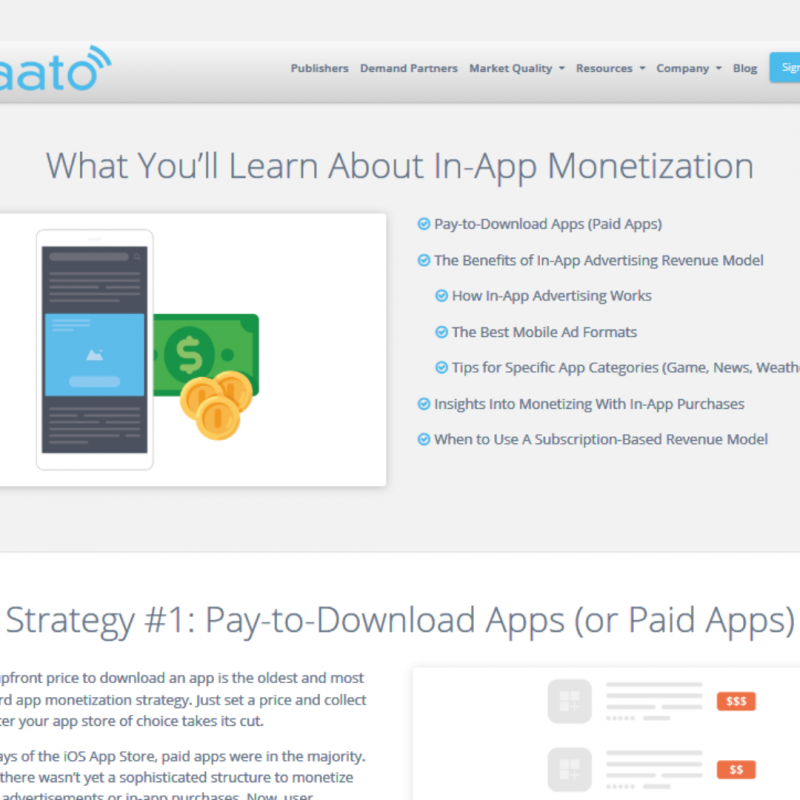 aato
Publishers Demand Partners Market Quality Resources Company Blog Sign
What You’ll Learn About In-App Monetization
Pay-to-Download Apps (Paid Apps)
The Benefits of In-App Advertising Revenue Model
How In-App Advertising Works
The Best Mobile Ad Formats
Tips for Specific App Categories (Game, News, Weath
Insights Into Monetizing With In-App Purchases
When to Use A Subscription-Based Revenue Model
$
Strategy #1: Pay-to-Download Apps (or Paid Apps)
pfront price to download an app is the oldest and most
rd app monetization strategy. Just set a price and collect
ter your app store of choice takes its cut.
ays of the iOS App Store, paid apps were in the majority.
there wasn’t yet a sophisticated structure to monetize
advertisements or in-app purchases. Now, user
$$$
$$